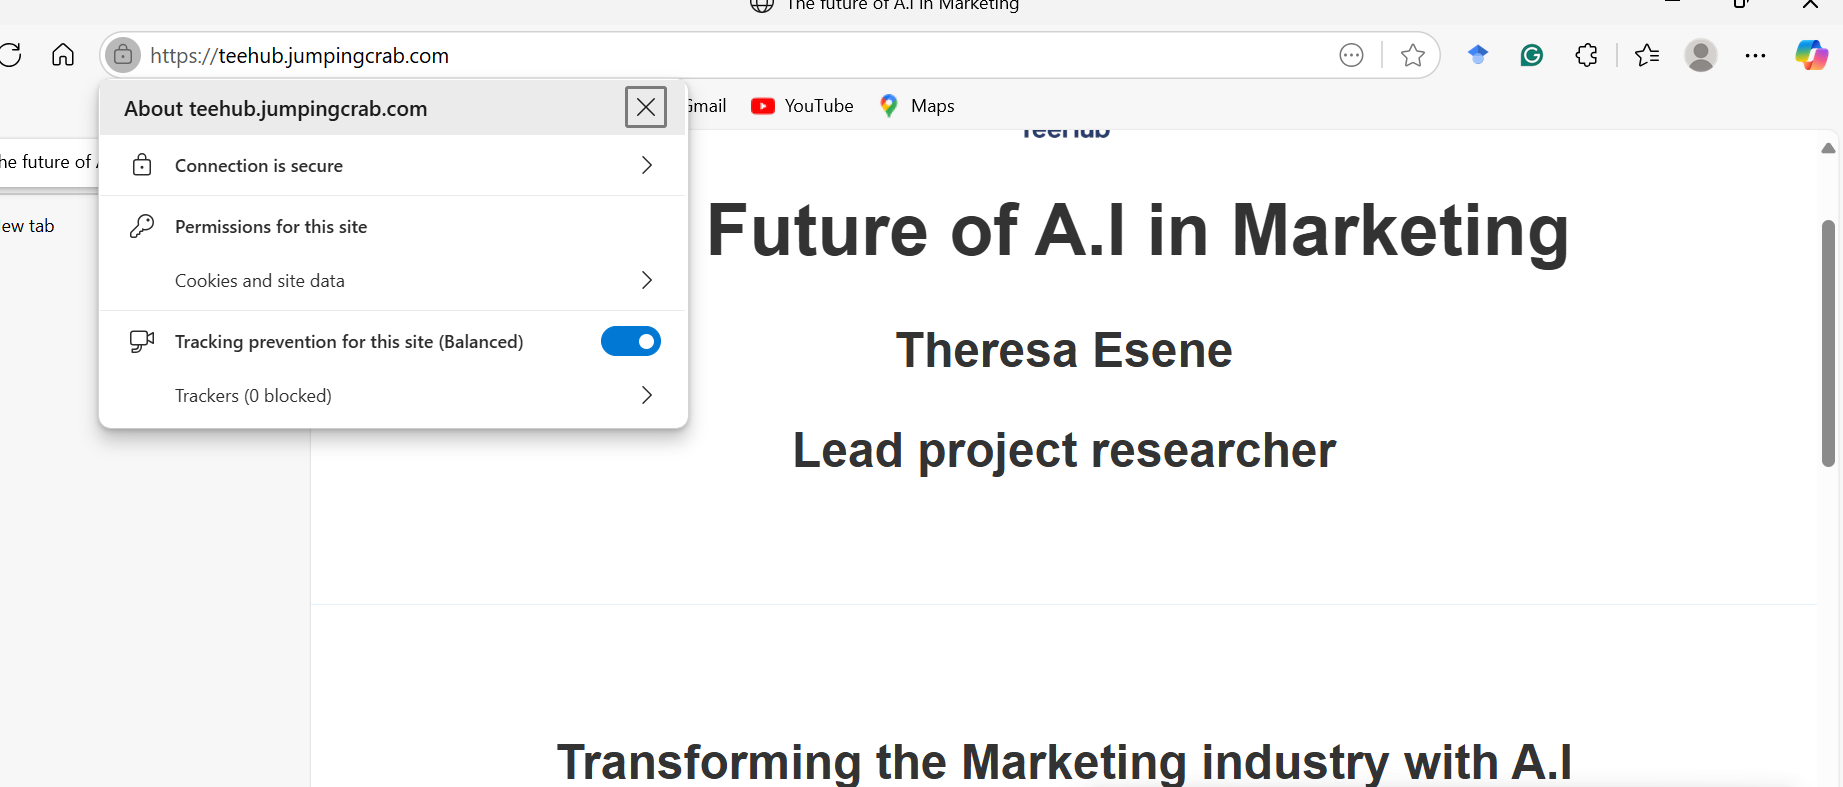 The future of A.I in Marketing
https://teehub.jumpingcrab.com
About teehub.jumpingcrab.com
Gmail
YouTube
Maps
TeeHub
he future of
Connection is secure
ew tab
Permissions for this site
Future of A.I in Marketing
Cookies and site data
Tracking prevention for this site (Balanced)
Theresa Esene
Trackers (0 blocked)
Lead project researcher
Transforming the Marketing industry with A.I